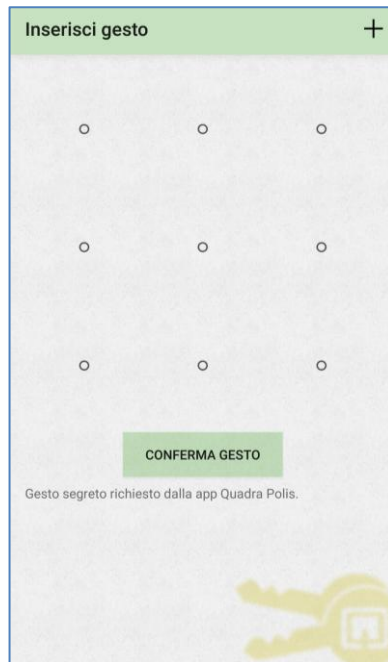 Inserisci gesto +
CONFERMA GESTO
Gesto segreto richiesto dalla app Quadra Polis.